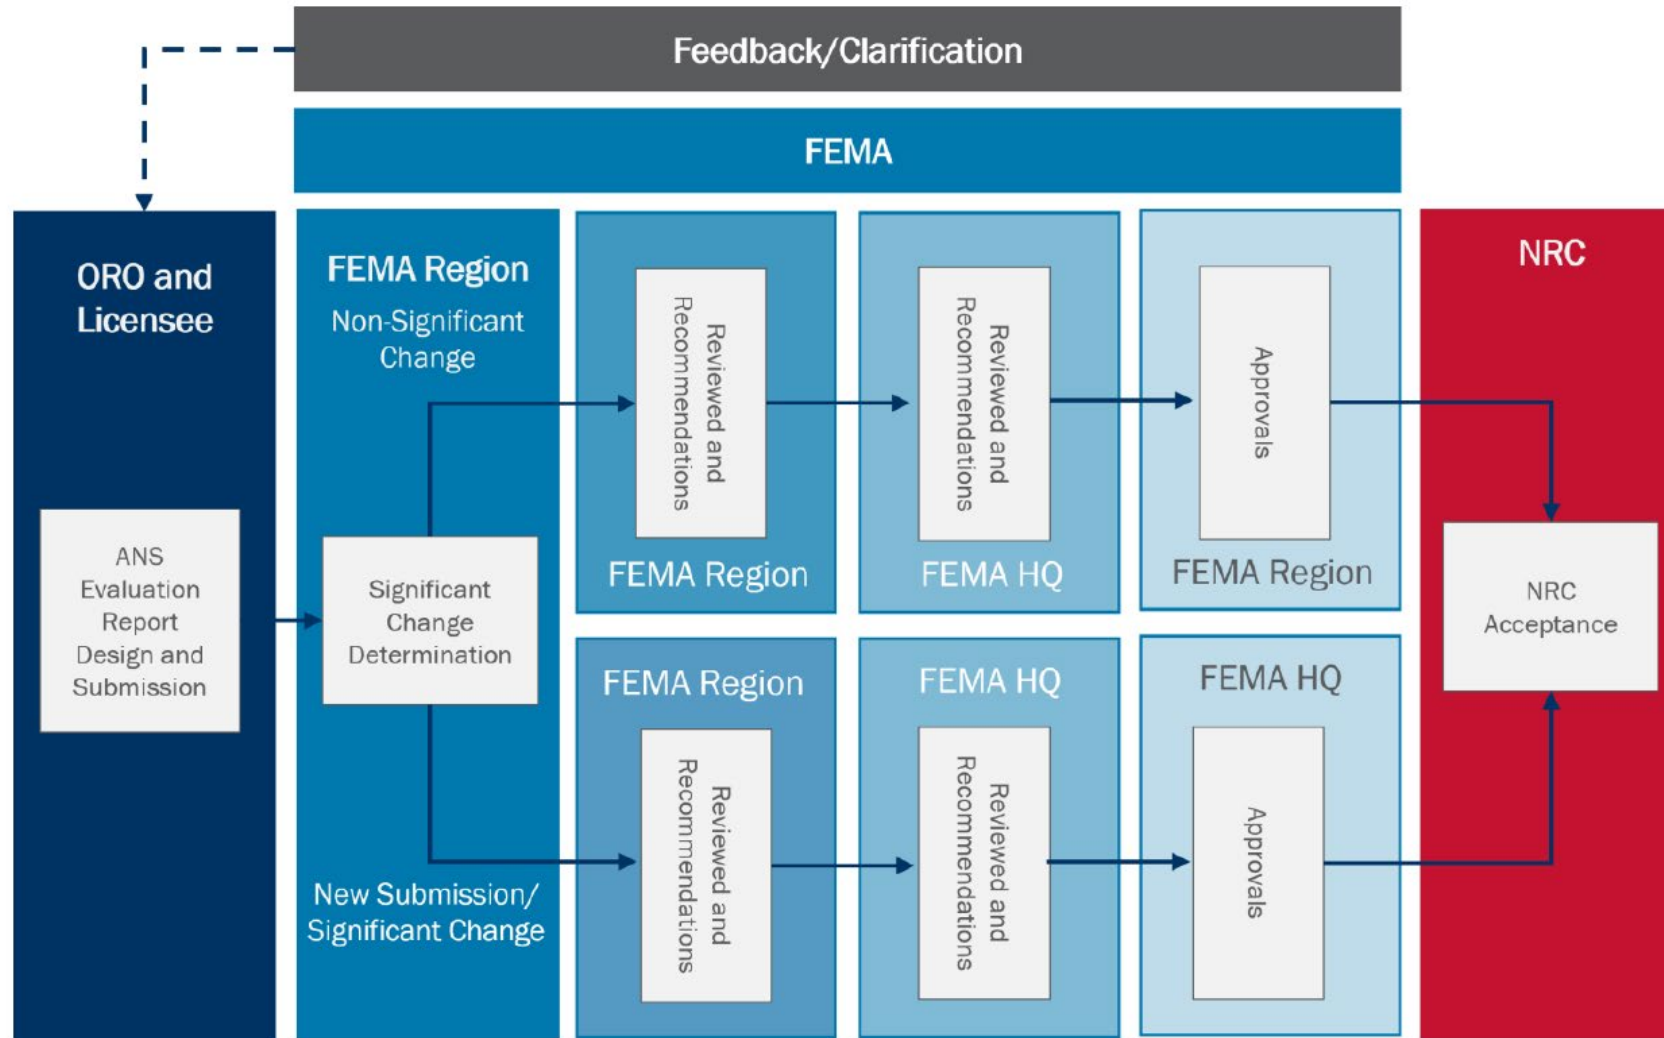 Feedback/Clarification
FEMA
ORO and
Licensee
ANS
Evaluation
Report
Design and
Submission
FEMA Region
Non-Significant
Change
Significant
Change
Determination
New Submission/
Significant Change
Reviewed and
Recommendations
FEMA Region
Reviewed and
Recommendations
FEMA HQ
Approvals
FEMA Region
FEMA Region
Reviewed and
Recommendations
FEMA HQ
Reviewed and
Recommendations
FEMA HQ
Approvals
NRC
NRC
Acceptance